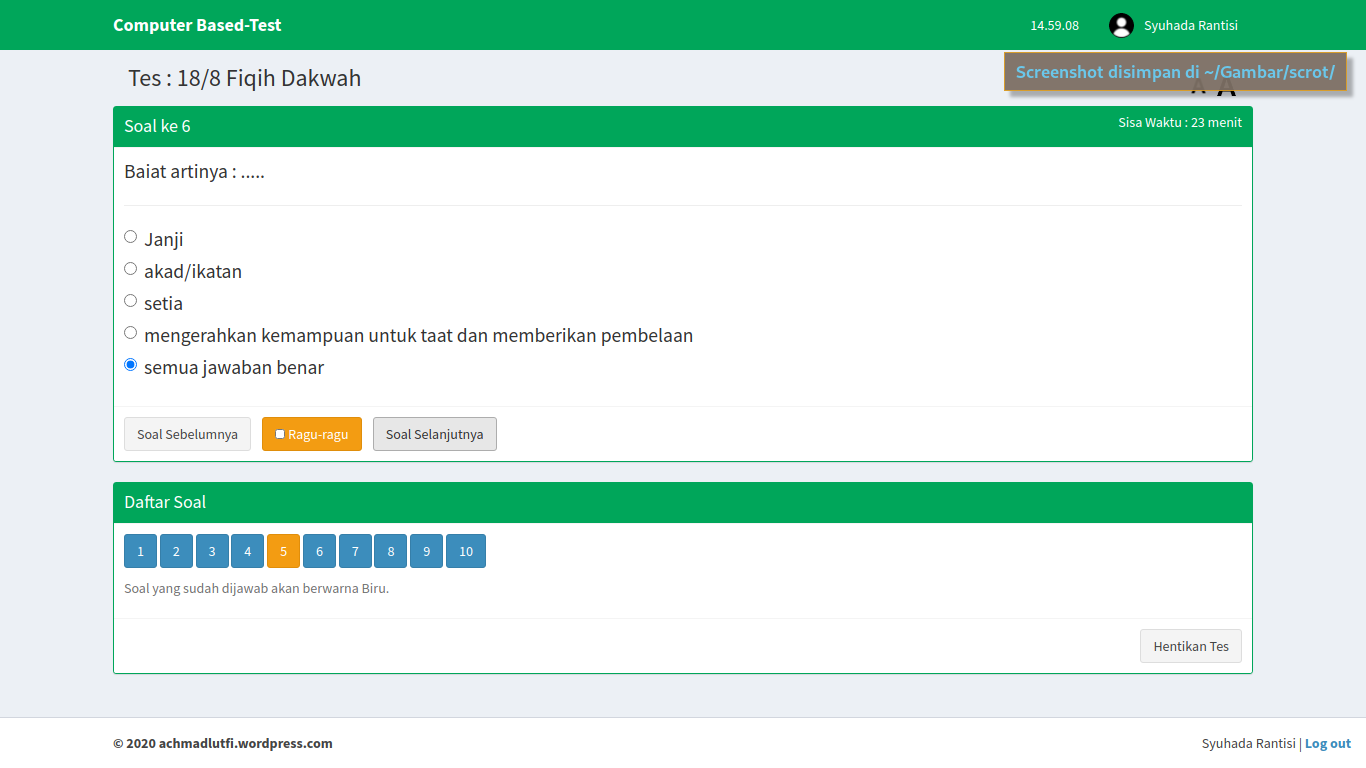 Computer Based-Test
14.59.08
Syuhada Rantisi
Tes : 18/8 Fiqih Dakwah
Screenshot disimpan di ~/Gambar/scrot/
A A
Soal ke 6
Sisa Waktu : 23 menit
Baiat artinya : .....
Janji
akad/ikatan
setia
mengerahkan kemampuan untuk taat dan memberikan pembelaan
semua jawaban benar
Soal Sebelumnya
Ragu-ragu
Soal Selanjutnya
Daftar Soal
1 2 3 4 5 6 7 8 9 10
Soal yang sudah dijawab akan berwarna Biru.
Hentikan Tes
© 2020 achmadlutfi.wordpress.com
Syuhada Rantisi | Log out